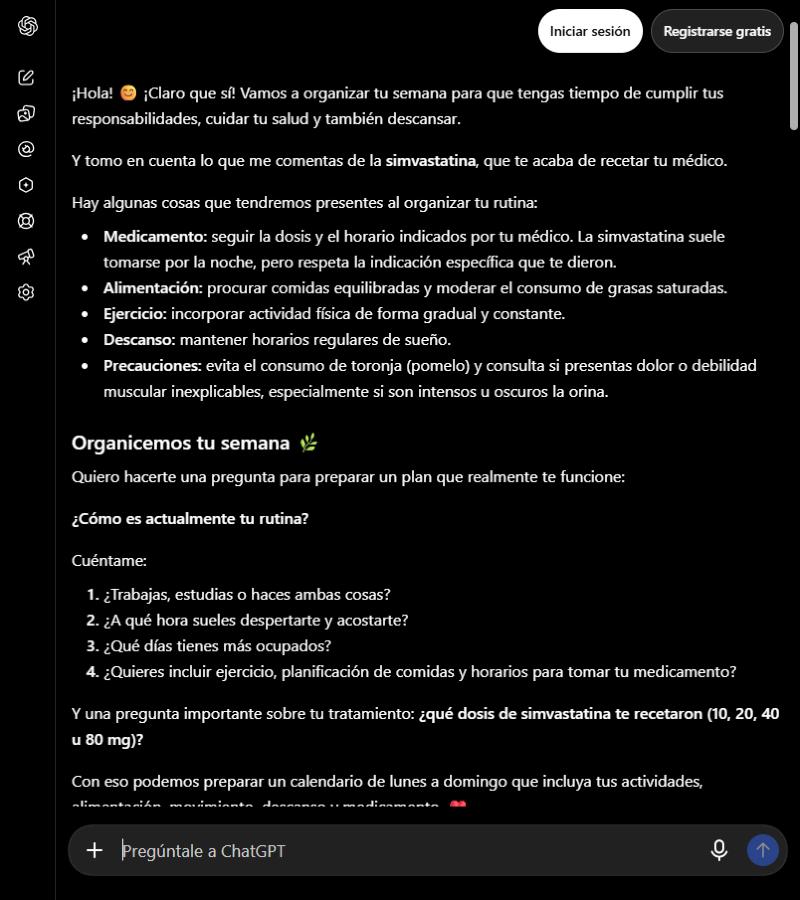 Iniciar sesión
Registrarse gratis
¡Hola! 😊 ¡Claro que sí! Vamos a organizar tu semana para que tengas tiempo de cumplir tus
responsabilidades, cuidar tu salud y también descansar.
Y tomo en cuenta lo que me comentas de la simvastatina, que te acaba de recetar tu médico.
Hay algunas cosas que tendremos presentes al organizar tu rutina:
• Medicamento: seguir la dosis y el horario indicados por tu médico. La simvastatina suele
tomarse por la noche, pero respeta la indicación específica que te dieron.
• Alimentación: procurar comidas equilibradas y moderar el consumo de grasas saturadas.
• Ejercicio: incorporar actividad física de forma gradual y constante.
• Descanso: mantener horarios regulares de sueño.
• Precauciones: evita el consumo de toronja (pomelo) y consulta si presentas dolor o debilidad
muscular inexplicables, especialmente si son intensos u oscuros la orina.
Organicemos tu semana 🌿
Quiero hacerte una pregunta para preparar un plan que realmente te funcione:
¿Cómo es actualmente tu rutina?
Cuéntame:
1. ¿Trabajas, estudias o haces ambas cosas?
2. ¿A qué hora sueles despertarte y acostarte?
3. ¿Qué días tienes más ocupados?
4. ¿Quieres incluir ejercicio, planificación de comidas y horarios para tomar tu medicamento?
Y una pregunta importante sobre tu tratamiento: ¿qué dosis de simvastatina te recetaron (10, 20, 40
u 80 mg)?
Con eso podemos preparar un calendario de lunes a domingo que incluya tus actividades,
alimentación, movimiento, descanso y medicamento.
Pregúntale a ChatGPT